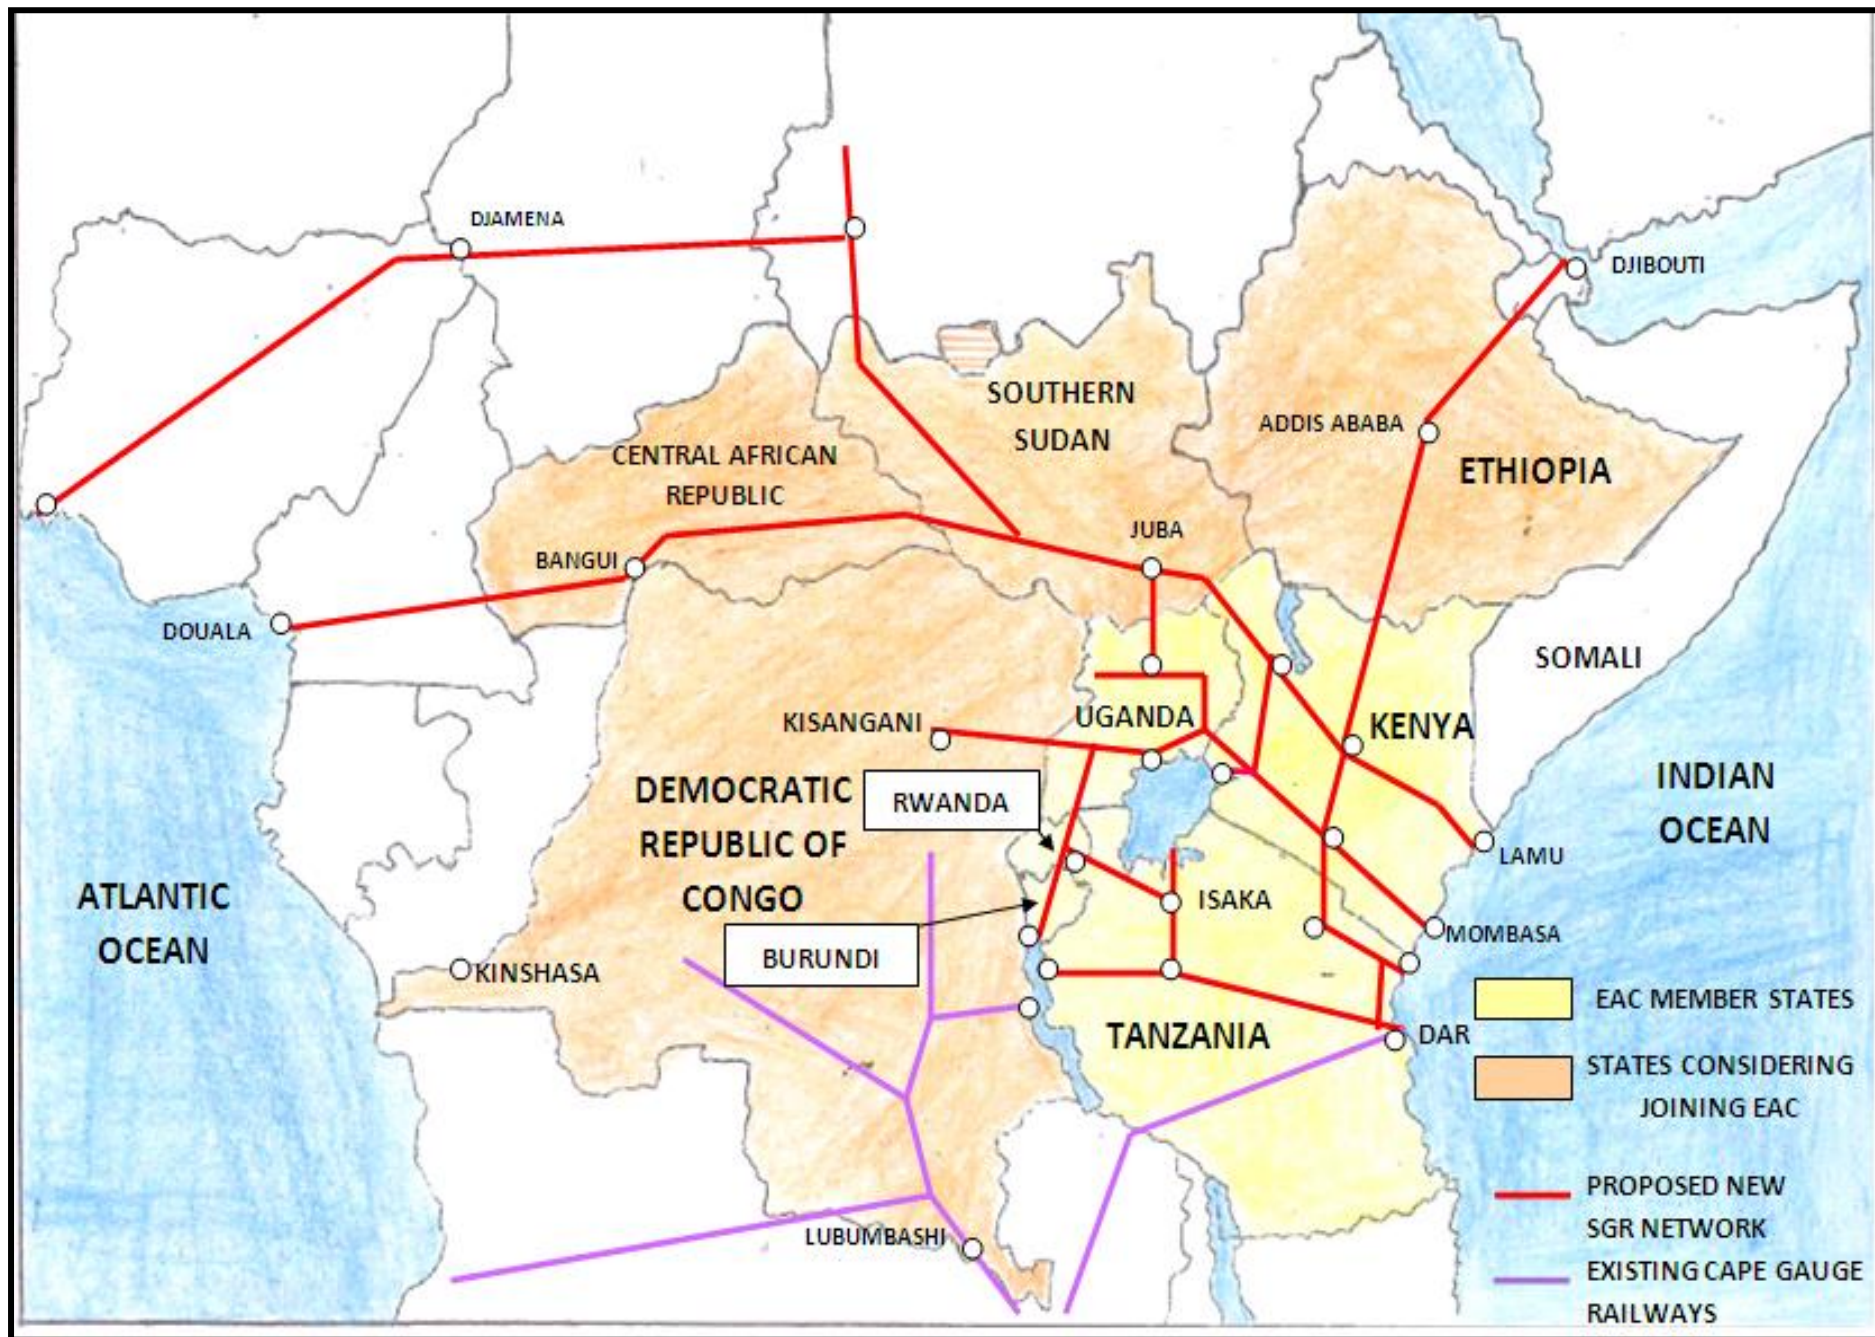 DJAMENA
DJIBOUTI
SOUTHERN
SUDAN
ADDIS ABABA
ETHIOPIA
CENTRAL AFRICAN
REPUBLIC
JUBA
BANGUI
DOUALA
SOMALI
KISANGANI
UGANDA
KENYA
DEMOCRATIC
REPUBLIC OF
CONGO
RWANDA
INDIAN
OCEAN
LAMU
ATLANTIC
OCEAN
ISAKA
MOMBASA
BURUNDI
KINSHASA
TANZANIA
DAR
LUBUMBASHI
EAC MEMBER STATES
STATES CONSIDERING
JOINING EAC
PROPOSED NEW
SGR NETWORK
EXISTING CAPE GAUGE
RAILWAYS